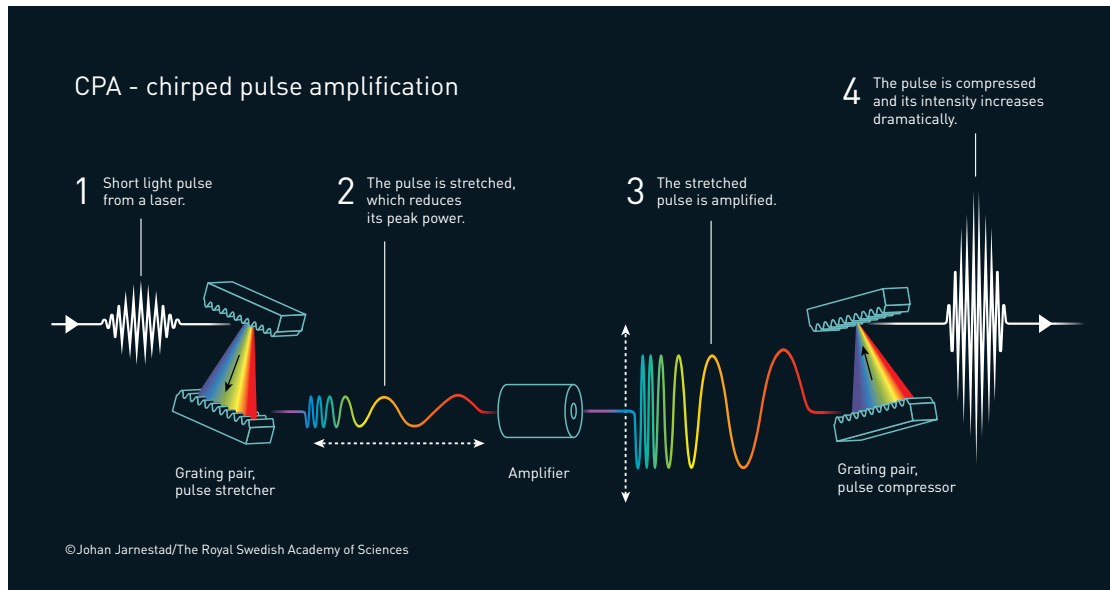 CPA - chirped pulse amplification
1 Short light pulse
from a laser.
2 The pulse is stretched,
which reduces
its peak power.
3 The stretched
pulse is amplified.
4 The pulse is compressed
and its intensity increases
dramatically.
Grating pair,
pulse stretcher
Amplifier
Grating pair,
pulse compressor
©Johan Jarnestad/The Royal Swedish Academy of Sciences